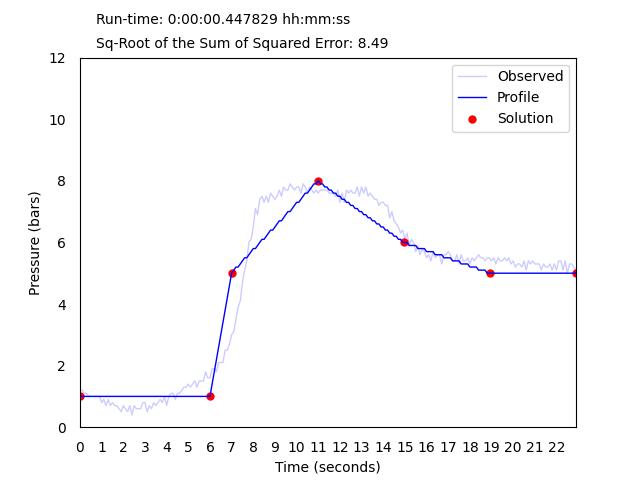 Run-time: 0:00:00.447829 hh:mm:ss
Sq-Root of the Sum of Squared Error: 8.49
12
10
8
6
4
2
0
Pressure (bars)
Observed
Profile
Solution
0 1 2 3 4 5 6 7 8 9 10 11 12 13 14 15 16 17 18 19 20 21 22
Time (seconds)